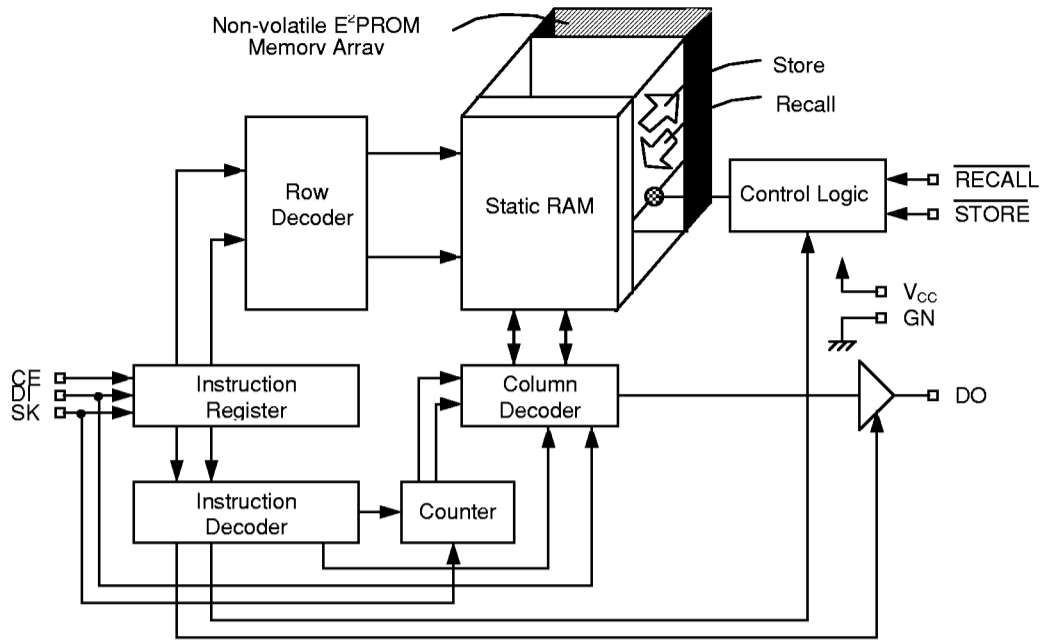 Non-volatile E²PROM
Memory Array
Store
Recall
Row
Decoder
Static RAM
Control Logic
RECALL
STORE
VCC
GN
CE
DI
SK
Instruction
Register
Column
Decoder
DO
Instruction
Decoder
Counter